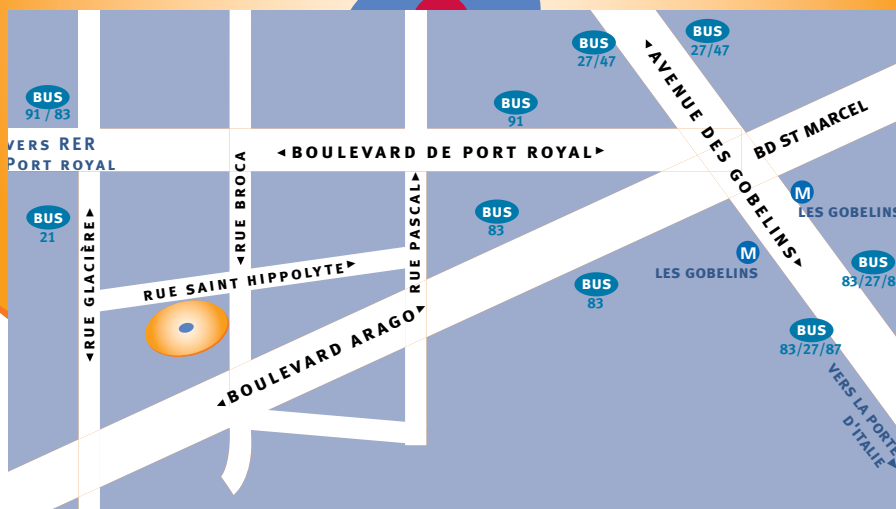 BUS
27/47
BUS
27/47
AVENUE DES GOBELINS
BUS
91 / 83
BUS
91
BD ST MARCEL
VERS RER
PORT ROYAL
BOULEVARD DE PORT ROYAL
RUE BROCA
RUE PASCAL
M
LES GOBELINS
BUS
21
BUS
83
RUE GLACIÈRE
M
LES GOBELINS
BUS
83/27/8
RUE SAINT HIPPOLYTE
BUS
83
BOULEVARD ARAGO
BUS
83/27/87
VERS LA PORTE
D'ITALIE